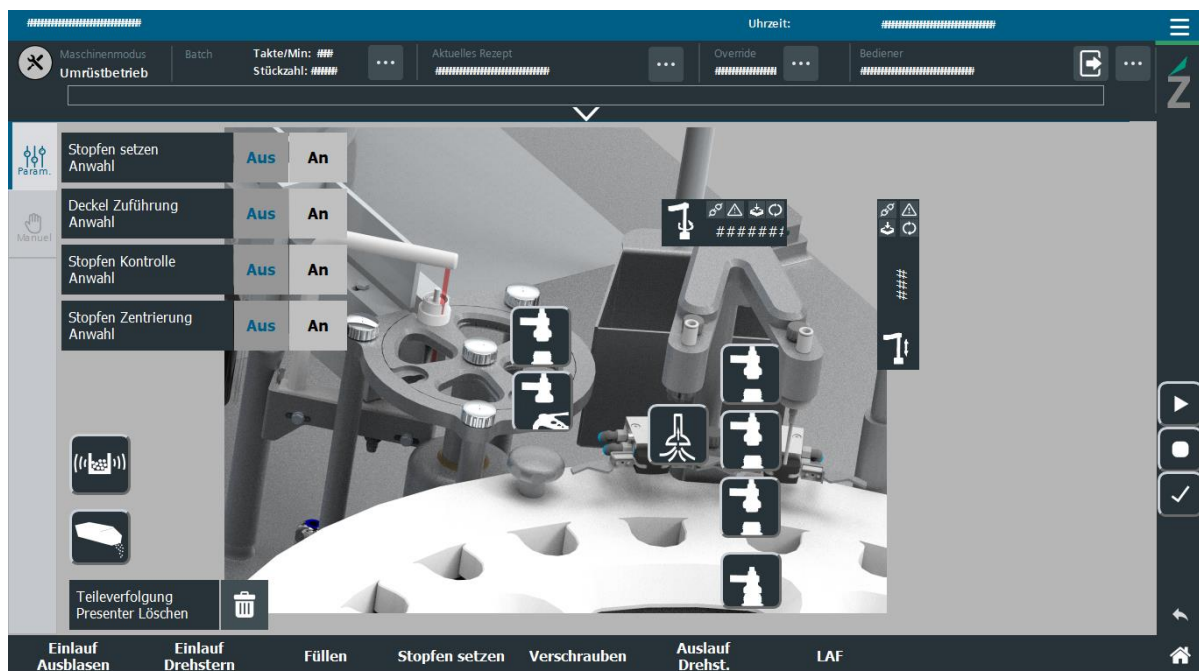 ##################
Uhrzeit:
##################
Maschinenmodus
Umrüstbetrieb
Batch
Takte/Min: ###
Stückzahl: ######
...
Aktuelles Rezept
##################
...
Override
##########
...
Bediener
##################
...
Z
Param.
Manuel
Stopfen setzen
Anwahl
Aus An
Deckel Zuführung
Anwahl
Aus An
Stopfen Kontrolle
Anwahl
Aus An
Stopfen Zentrierung
Anwahl
Aus An
#######
###
Teileverfolgung
Presenter Löschen
Einlauf
Ausblasen
Einlauf
Drehstern
Füllen
Stopfen setzen
Verschrauben
Auslauf
Drehst.
LAF